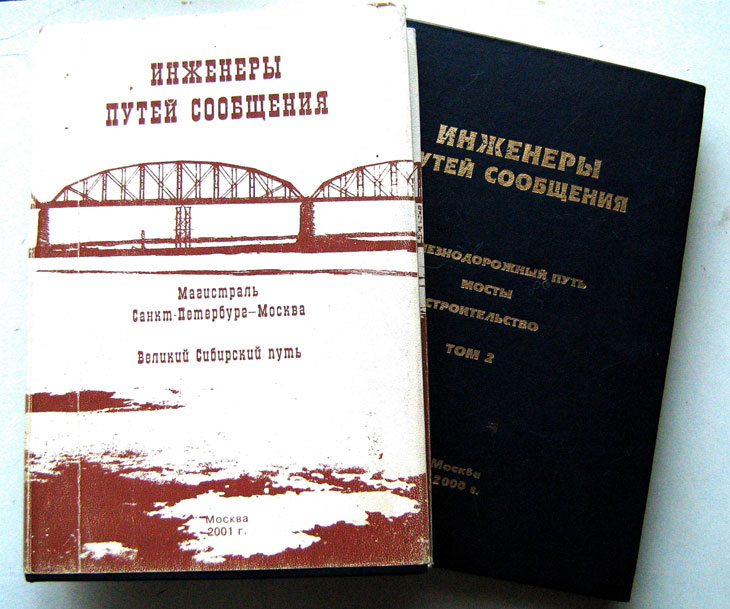 ИНЖЕНЕРЫ
ПУТЕЙ СООБЩЕНИЯ
Магистраль
Санкт-Петербург–Москва
Великий Сибирский путь
Москва
2001 г.
ИНЖЕНЕРЫ
УТЕЙ СООБЩЕНИЯ
ЕЗНОДОРОЖНЫЙ ПУТЬ
МОСТЫ
СТРОИТЕЛЬСТВО
ТОМ 2
Москва
2000 г.